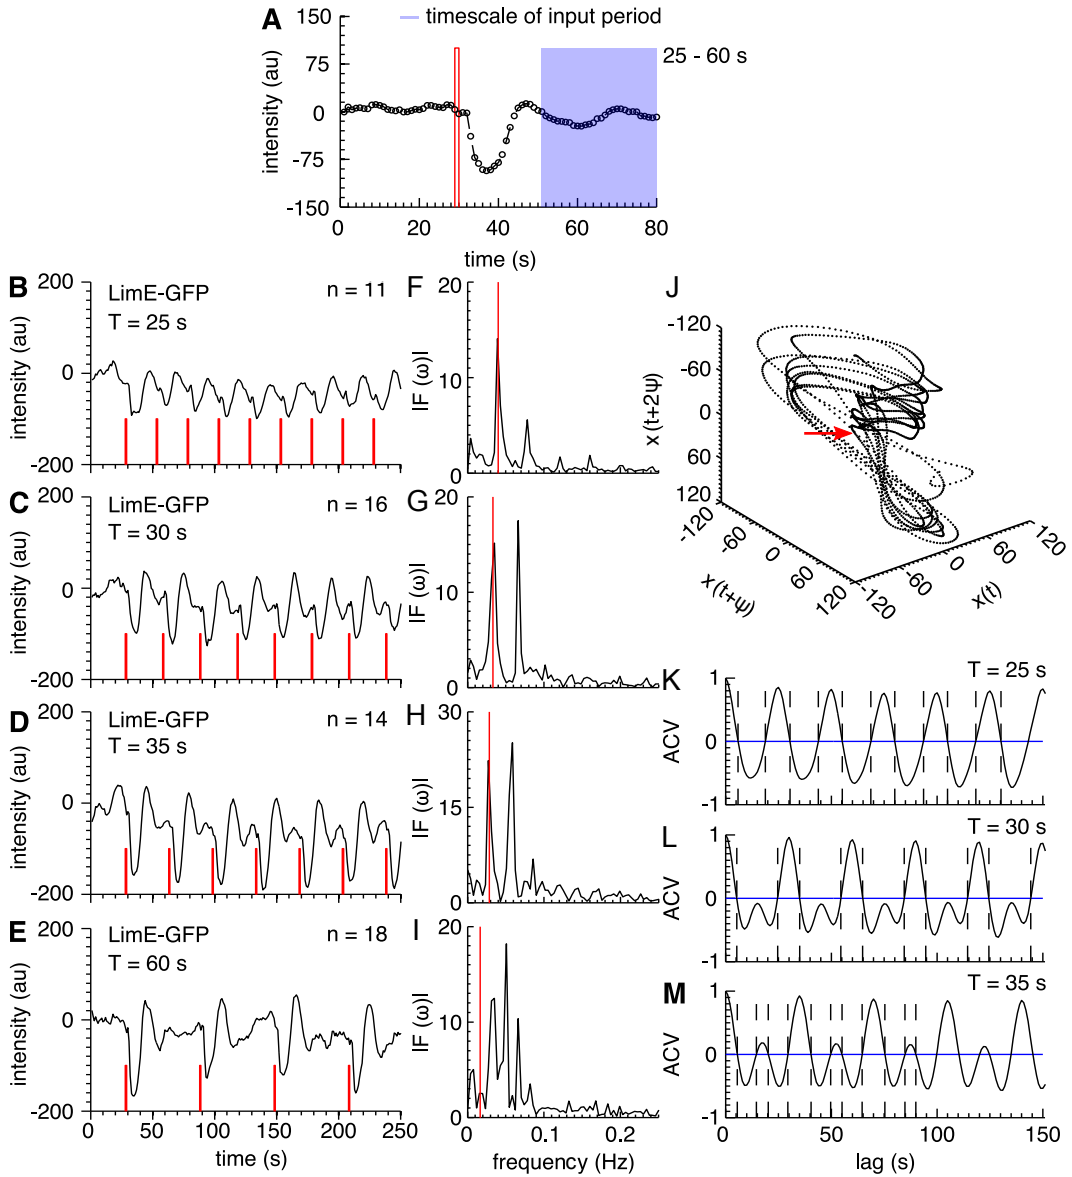 A
150
75
0
-75
-150
intensity (au)
timescale of input period
25 - 60 s
0 20 40 60 80
time (s)
B
200
0
-200
intensity (au)
LimE-GFP
T = 25 s
n = 11
C
200
0
-200
intensity (au)
LimE-GFP
T = 30 s
n = 16
D
200
0
-200
intensity (au)
LimE-GFP
T = 35 s
n = 14
E
200
0
-200
intensity (au)
LimE-GFP
T = 60 s
n = 18
0 50 100 150 200 250
time (s)
F
20
10
0
|F (ω)|
G
20
10
0
|F (ω)|
H
30
15
0
|F (ω)|
I
20
10
0
|F (ω)|
0 0.1 0.2
frequency (Hz)
J
-120
-60
0
60
120
x (t+2ψ)
-120
-60
0
60
120
x (t+ψ)
-120
-60
0
60
120
x(t)
K
T = 25 s
1
0
-1
ACV
L
T = 30 s
1
0
-1
ACV
M
T = 35 s
1
0
-1
ACV
0 50 100 150
lag (s)